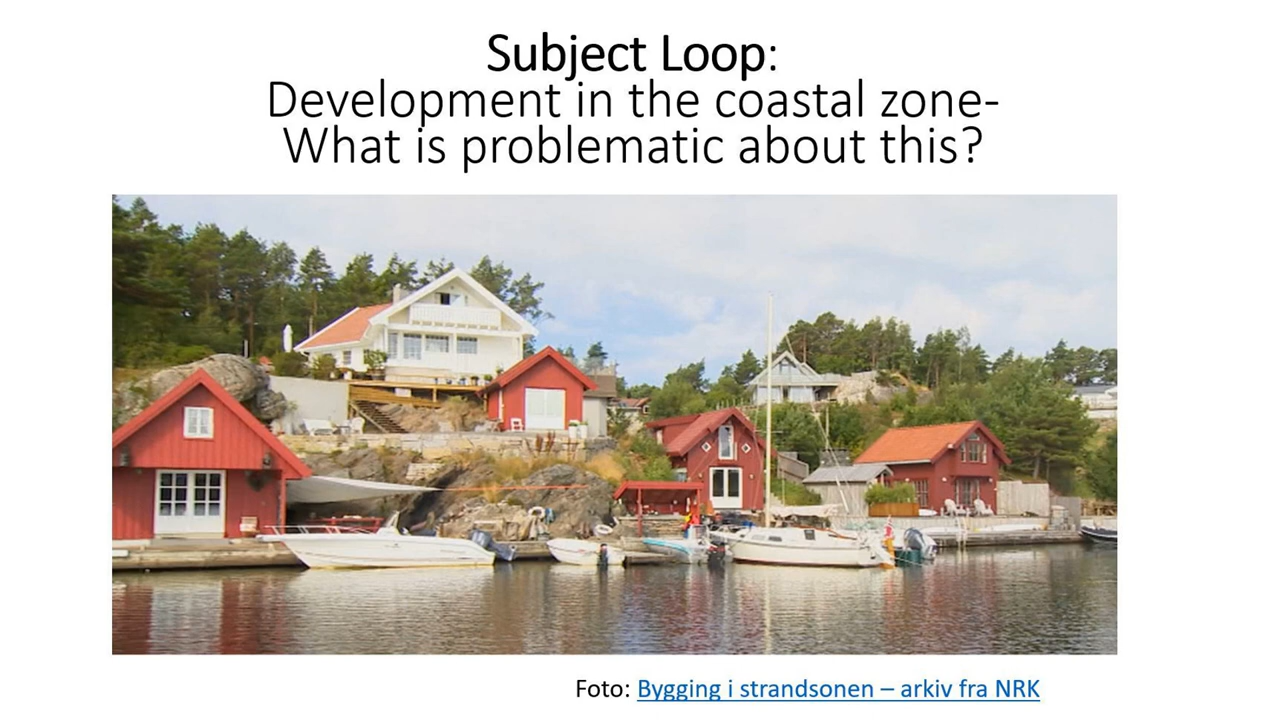 Subject Loop:
Development in the coastal zone-
What is problematic about this?
Foto: Bygging i strandsonen – arkiv fra NRK